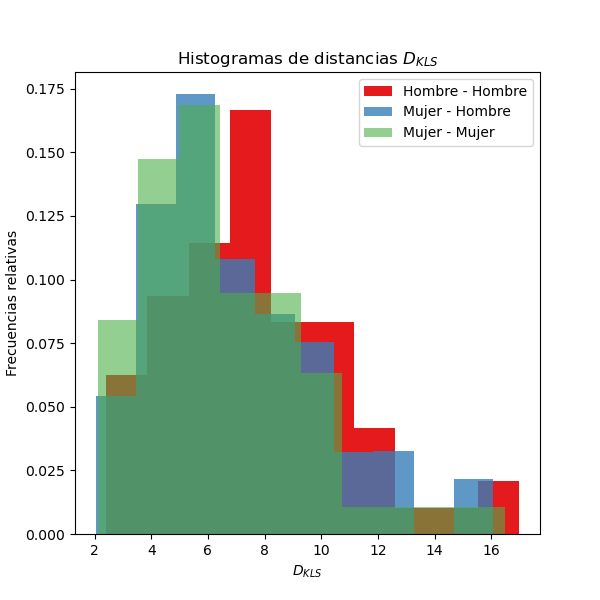 Histogramas de distancias D_KLS
Hombre - Hombre
Mujer - Hombre
Mujer - Mujer
Frecuencias relativas
0.175
0.150
0.125
0.100
0.075
0.050
0.025
0.000
2 4 6 8 10 12 14 16
D_KLS